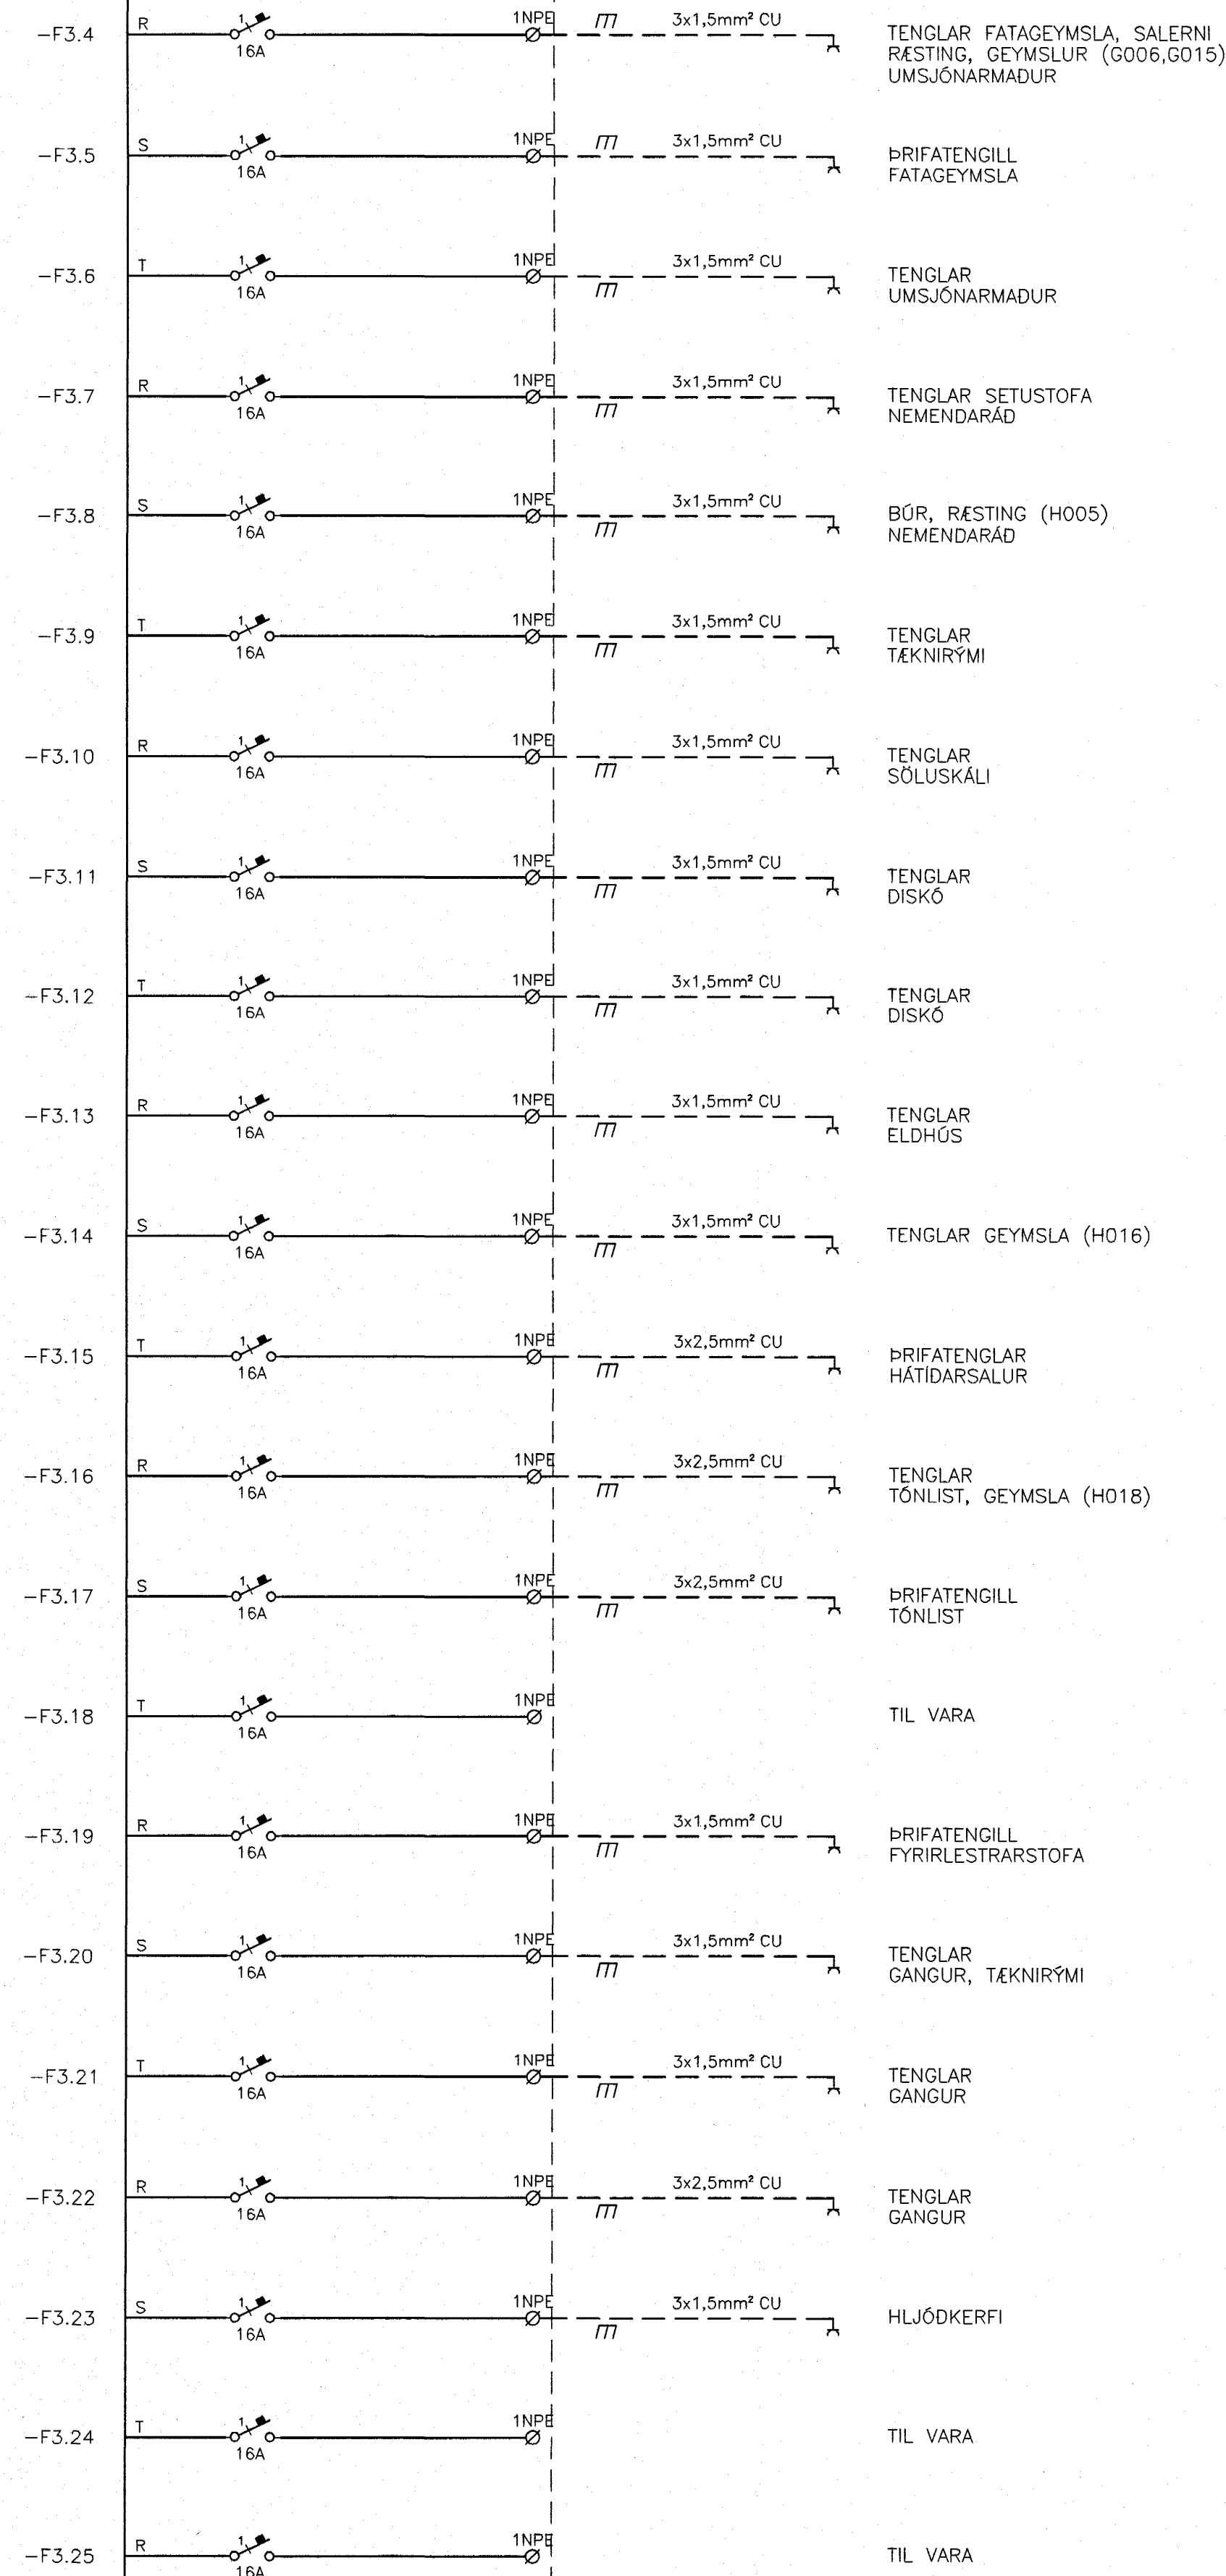 -F3.4 R 1 16A 1NPE 3x1,5mm² CU TENGLAR FATAGEYMSLA, SALERNI
RÆSTING, GEYMSLUR (G006,G015)
UMSJÓNARMAÐUR
-F3.5 S 1 16A 1NPE 3x1,5mm² CU ÞRIFATENGILL
FATAGEYMSLA
-F3.6 T 1 16A 1NPE 3x1,5mm² CU TENGLAR
UMSJÓNARMAÐUR
-F3.7 R 1 16A 1NPE 3x1,5mm² CU TENGLAR SETUSTOFA
NEMENDARÁÐ
-F3.8 S 1 16A 1NPE 3x1,5mm² CU BÚR, RÆSTING (H005)
NEMENDARÁÐ
-F3.9 T 1 16A 1NPE 3x1,5mm² CU TENGLAR
TÆKNIRÝMI
-F3.10 R 1 16A 1NPE 3x1,5mm² CU TENGLAR
SÖLUSKÁLI
-F3.11 S 1 16A 1NPE 3x1,5mm² CU TENGLAR
DISKÓ
-F3.12 T 1 16A 1NPE 3x1,5mm² CU TENGLAR
DISKÓ
-F3.13 R 1 16A 1NPE 3x1,5mm² CU TENGLAR
ELDHÚS
-F3.14 S 1 16A 1NPE 3x1,5mm² CU TENGLAR GEYMSLA (H016)
-F3.15 T 1 16A 1NPE 3x2,5mm² CU ÞRIFATENGLAR
HÁTÍÐARSALUR
-F3.16 R 1 16A 1NPE 3x2,5mm² CU TENGLAR
TÓNLIST, GEYMSLA (H018)
-F3.17 S 1 16A 1NPE 3x2,5mm² CU ÞRIFATENGILL
TÓNLIST
-F3.18 T 1 16A 1NPE TIL VARA
-F3.19 R 1 16A 1NPE 3x1,5mm² CU ÞRIFATENGILL
FYRIRLESTRARSTOFA
-F3.20 S 1 16A 1NPE 3x1,5mm² CU TENGLAR
GANGUR, TÆKNIRÝMI
-F3.21 T 1 16A 1NPE 3x1,5mm² CU TENGLAR
GANGUR
-F3.22 R 1 16A 1NPE 3x2,5mm² CU TENGLAR
GANGUR
-F3.23 S 1 16A 1NPE 3x1,5mm² CU HLJÓÐKERFI
-F3.24 T 1 16A 1NPE TIL VARA
-F3.25 R 1 16A 1NPE TIL VARA